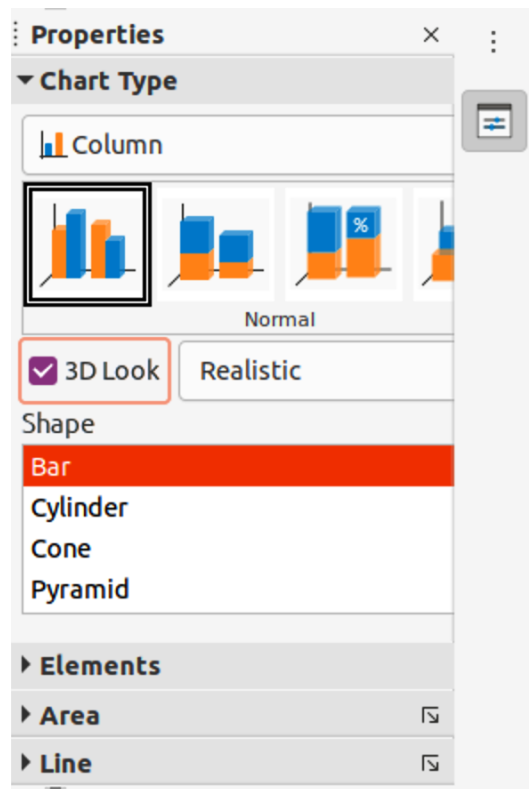 Properties
Chart Type
Column
%
Normal
3D Look Realistic
Shape
Bar
Cylinder
Cone
Pyramid
Elements
Area
Line